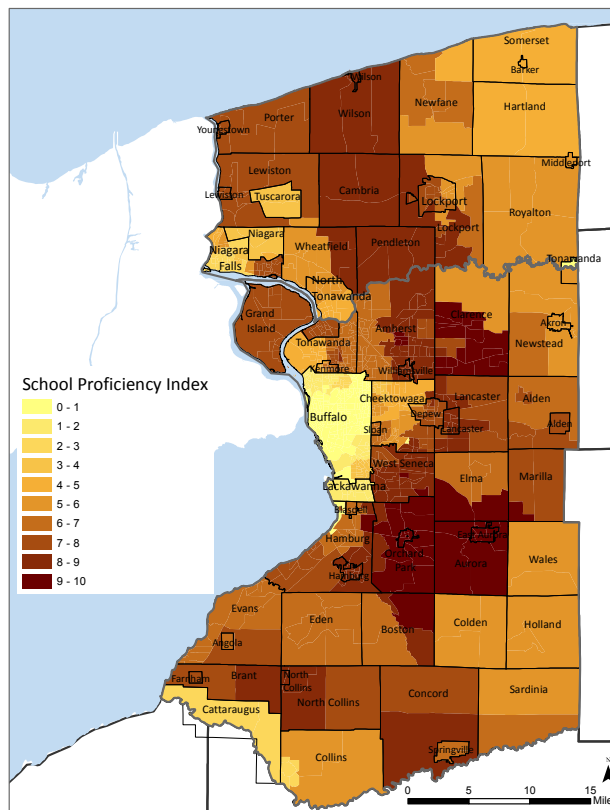 Somerset
Barker
Wilson
Newfane
Wilson
Hartland
Porter
Youngstown
Middleport
Lewiston
Lewiston
Tuscarora
Cambria
Lockport
Royalton
Lockport
Niagara
Niagara
Falls
Wheatfield
Pendleton
Tonawanda
North
Tonawanda
Grand
Island
Clarence
Amherst
Akron
Newstead
Tonawanda
Kenmore
Williamsville
School Proficiency Index
0 - 1
1 - 2
2 - 3
3 - 4
4 - 5
5 - 6
6 - 7
7 - 8
8 - 9
9 - 10
Cheektowaga
Lancaster
Alden
Buffalo
Depew
Lancaster
Alden
Sloan
West Seneca
Elma
Marilla
Lackawanna
Blasdell
Hamburg
East Aurora
Orchard
Park
Aurora
Wales
Hamburg
Evans
Eden
Boston
Colden
Holland
Angola
Farnham
Brant
North
Collins
North Collins
Concord
Sardinia
Cattaraugus
Collins
Springville
N
0 5 10 15